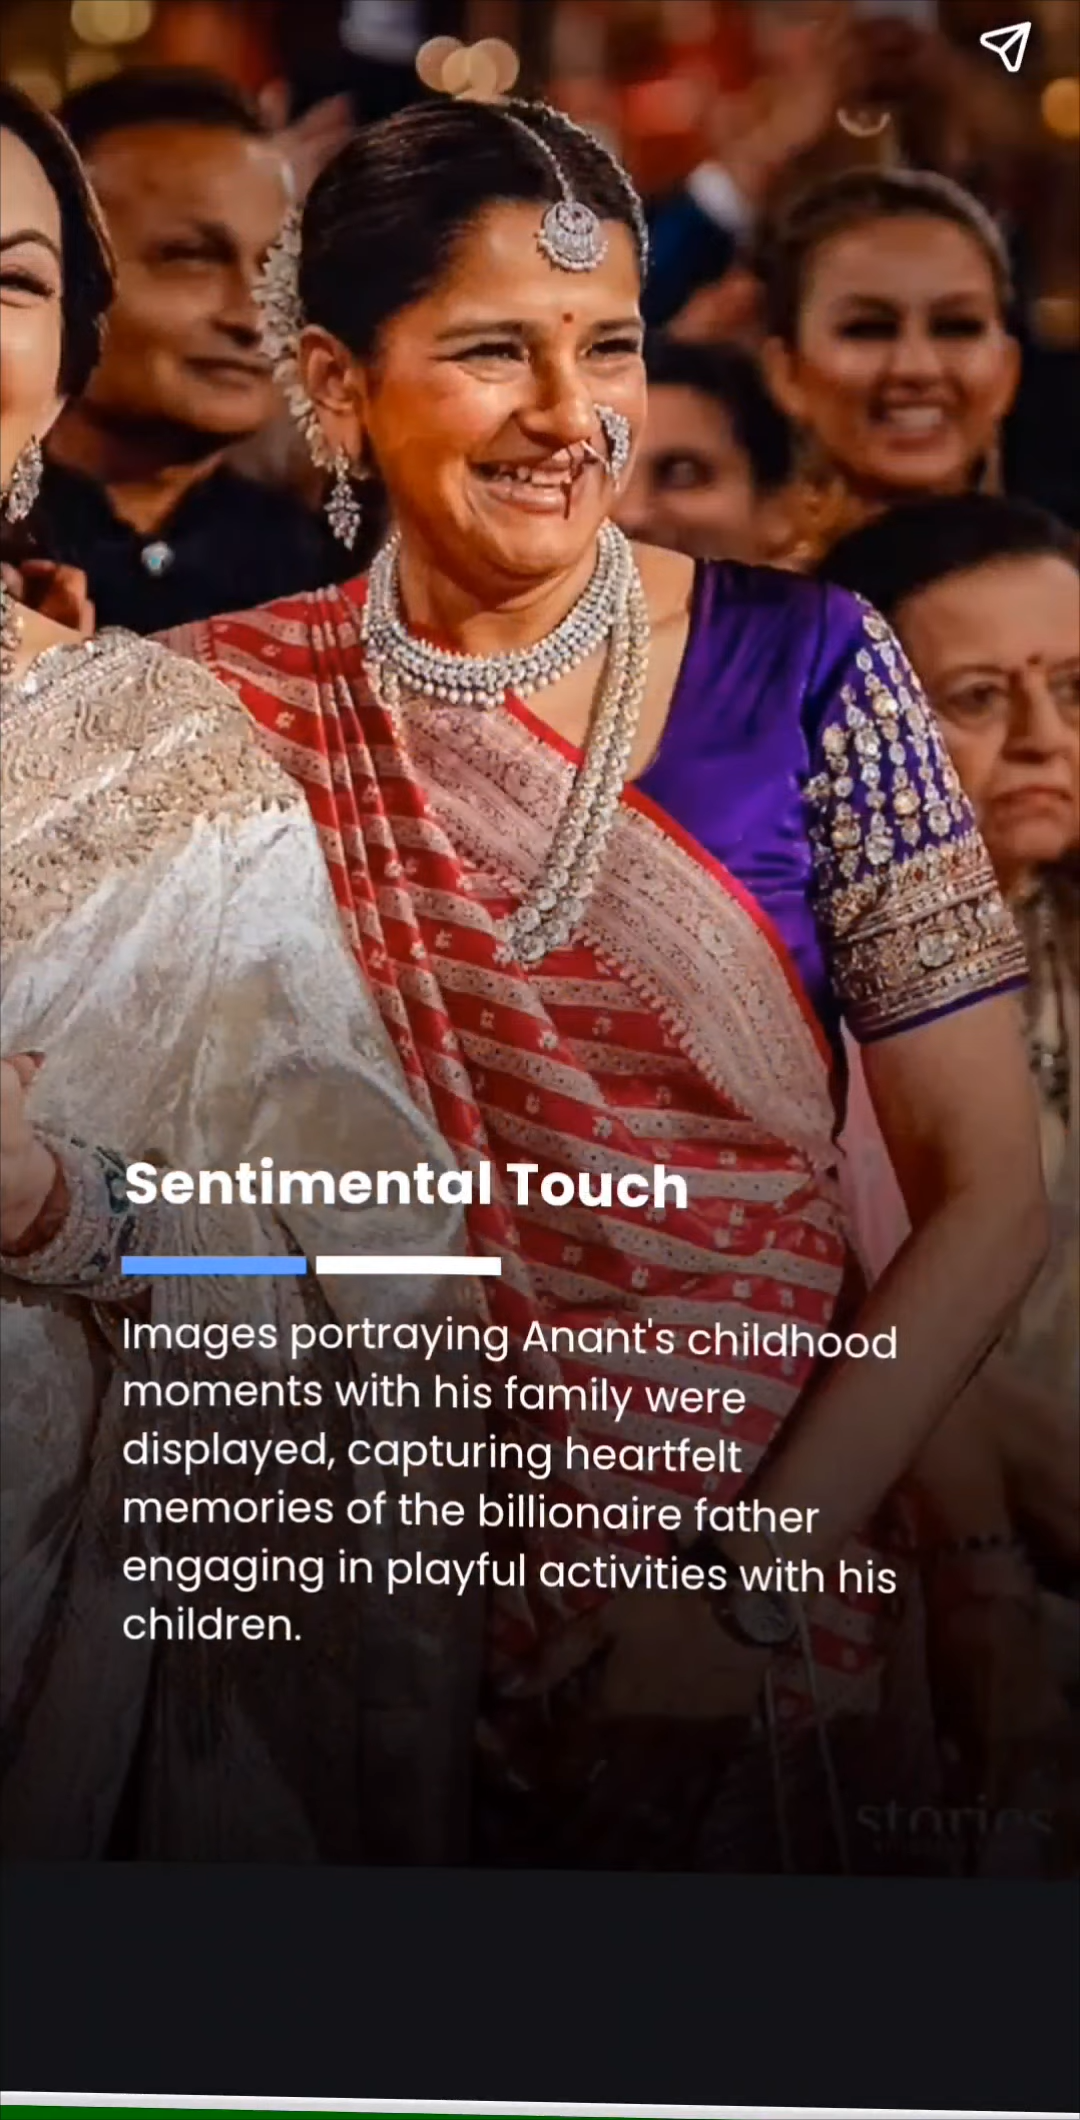 Sentimental Touch
Images portraying Anant's childhood
moments with his family were
displayed, capturing heartfelt
memories of the billionaire father
engaging in playful activities with his
children.
stories